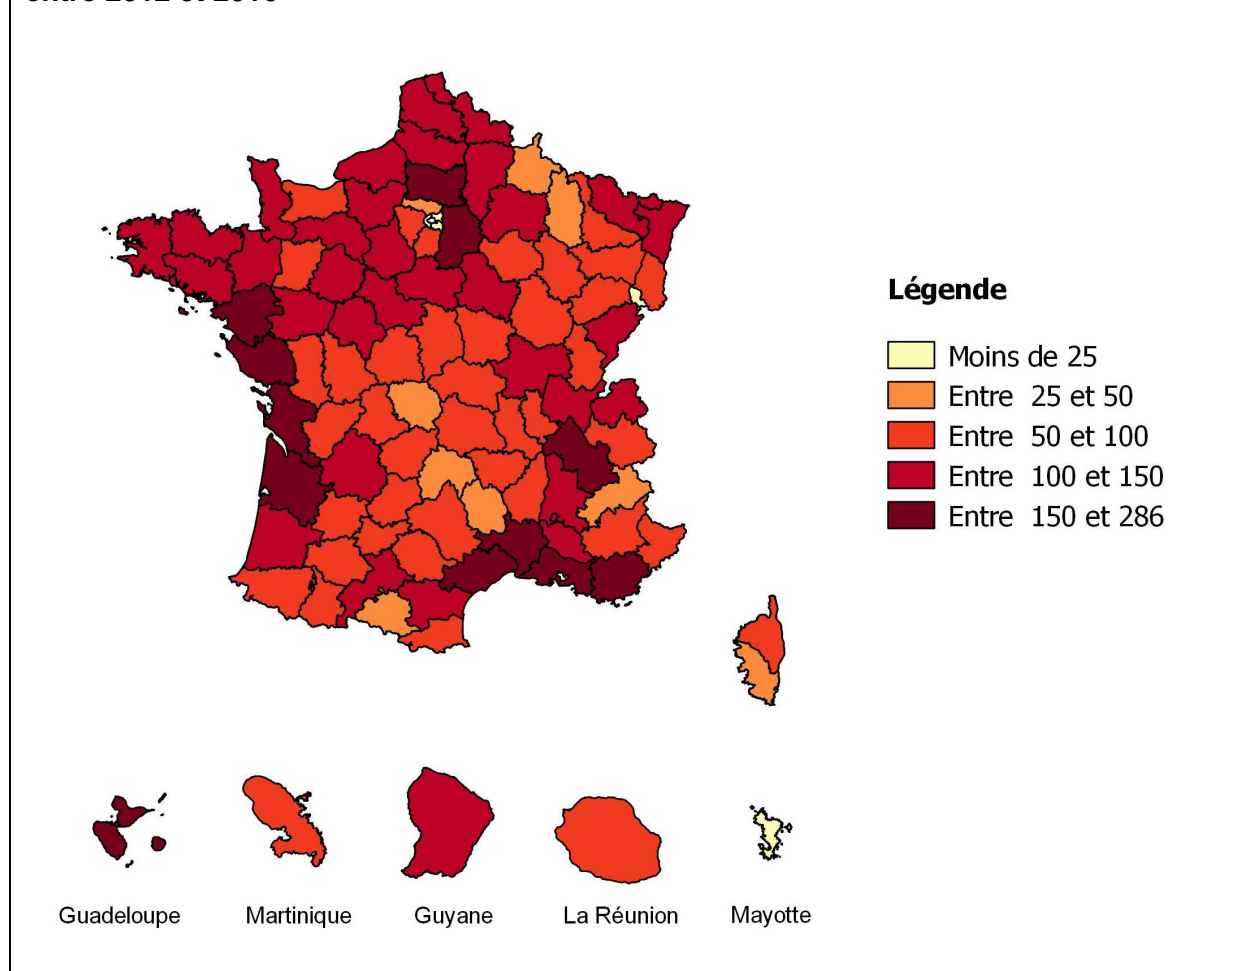 Légende
Moins de 25
Entre 25 et 50
Entre 50 et 100
Entre 100 et 150
Entre 150 et 286
Guadeloupe
Martinique
Guyane
La Réunion
Mayotte